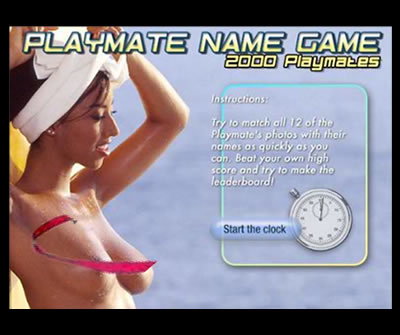 PLAYMATE NAME GAME
2000 Playmates
Instructions:
Try to match all 12 of the
Playmate's photos with their
names as quickly as you
can. Beat your own high
score and try to make the
leaderboard!
Start the clock